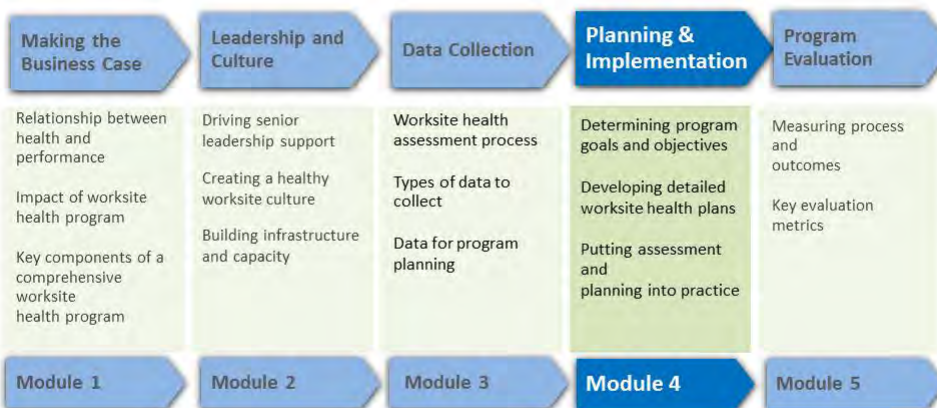 Making the
Business Case
Leadership and
Culture
Data Collection
Planning &
Implementation
Program
Evaluation
Relationship between
health and
performance
Impact of worksite
health program
Key components of a
comprehensive
worksite
health program
Driving senior
leadership support
Creating a healthy
worksite culture
Building infrastructure
and capacity
Worksite health
assessment process
Types of data to
collect
Data for program
planning
Determining program
goals and objectives
Developing detailed
worksite health plans
Putting assessment
and
planning into practice
Measuring process
and
outcomes
Key evaluation
metrics
Module 1
Module 2
Module 3
Module 4
Module 5